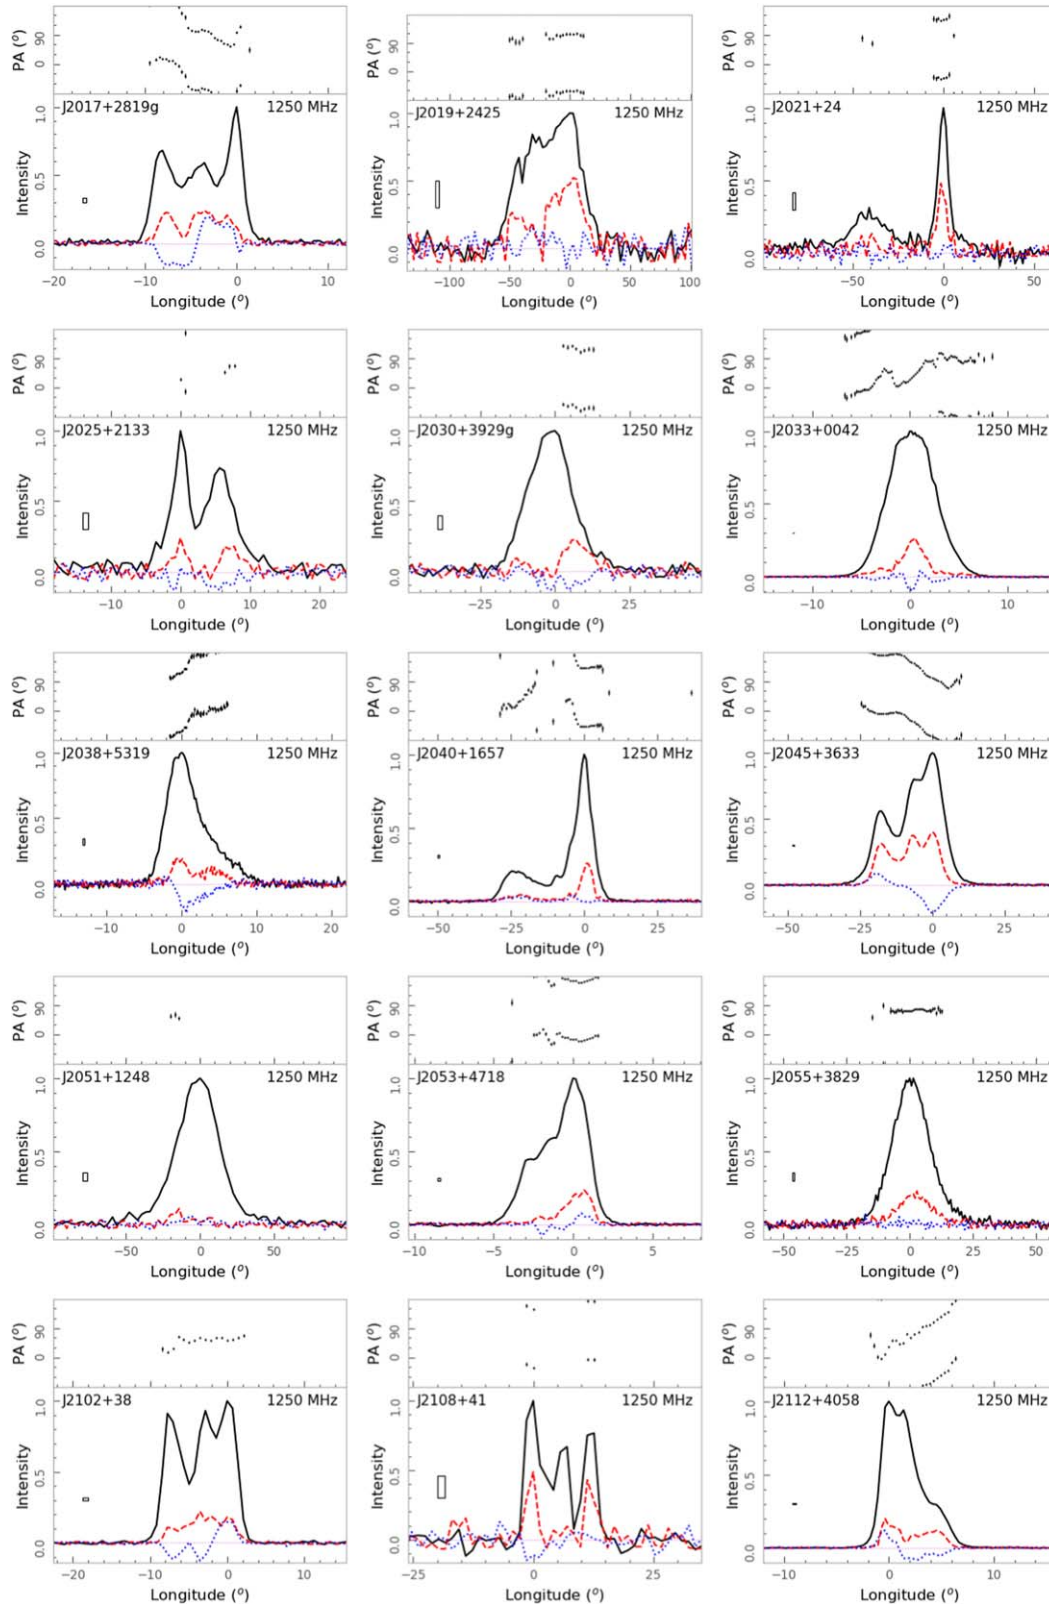 PA (°) 0 90
PA (°) 0 90
PA (°) 0 90
J2017+2819g 1250 MHz
J2019+2425 1250 MHz
J2021+24 1250 MHz
Intensity 0.0 0.5 1.0
Intensity 0.0 0.5 1.0
Intensity 0.0 0.5 1.0
−20 −10 0 10
−100 −50 0 50 100
−50 0 50
Longitude (°)
Longitude (°)
Longitude (°)
PA (°) 0 90
PA (°) 0 90
PA (°) 0 90
J2025+2133 1250 MHz
J2030+3929g 1250 MHz
J2033+0042 1250 MHz
Intensity 0.0 0.5 1.0
Intensity 0.0 0.5 1.0
Intensity 0.0 0.5 1.0
−10 0 10 20
−25 0 25
−10 0 10
Longitude (°)
Longitude (°)
Longitude (°)
PA (°) 0 90
PA (°) 0 90
PA (°) 0 90
J2038+5319 1250 MHz
J2040+1657 1250 MHz
J2045+3633 1250 MHz
Intensity 0.0 0.5 1.0
Intensity 0.0 0.5 1.0
Intensity 0.0 0.5 1.0
−10 0 10 20
−50 −25 0 25
−50 −25 0 25
Longitude (°)
Longitude (°)
Longitude (°)
PA (°) 0 90
PA (°) 0 90
PA (°) 0 90
J2051+1248 1250 MHz
J2053+4718 1250 MHz
J2055+3829 1250 MHz
Intensity 0.0 0.5 1.0
Intensity 0.0 0.5 1.0
Intensity 0.0 0.5 1.0
−50 0 50
−10 −5 0 5
−50 −25 0 25 50
Longitude (°)
Longitude (°)
Longitude (°)
PA (°) 0 90
PA (°) 0 90
PA (°) 0 90
J2102+38 1250 MHz
J2108+41 1250 MHz
J2112+4058 1250 MHz
Intensity 0.0 0.5 1.0
Intensity 0.0 0.5 1.0
Intensity 0.0 0.5 1.0
−20 −10 0 10
−25 0 25
−10 0 10
Longitude (°)
Longitude (°)
Longitude (°)